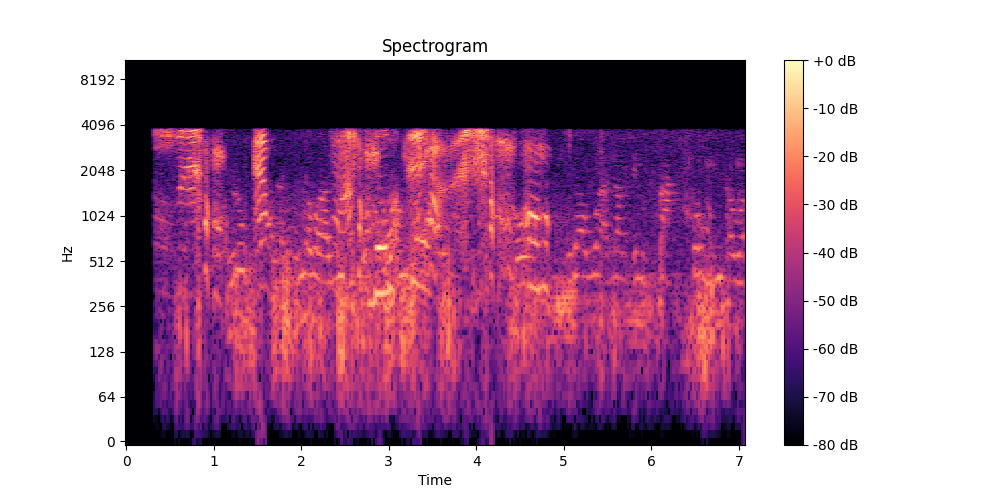 Spectrogram
Hz
8192
4096
2048
1024
512
256
128
64
0
0 1 2 3 4 5 6 7
Time
+0 dB
-10 dB
-20 dB
-30 dB
-40 dB
-50 dB
-60 dB
-70 dB
-80 dB